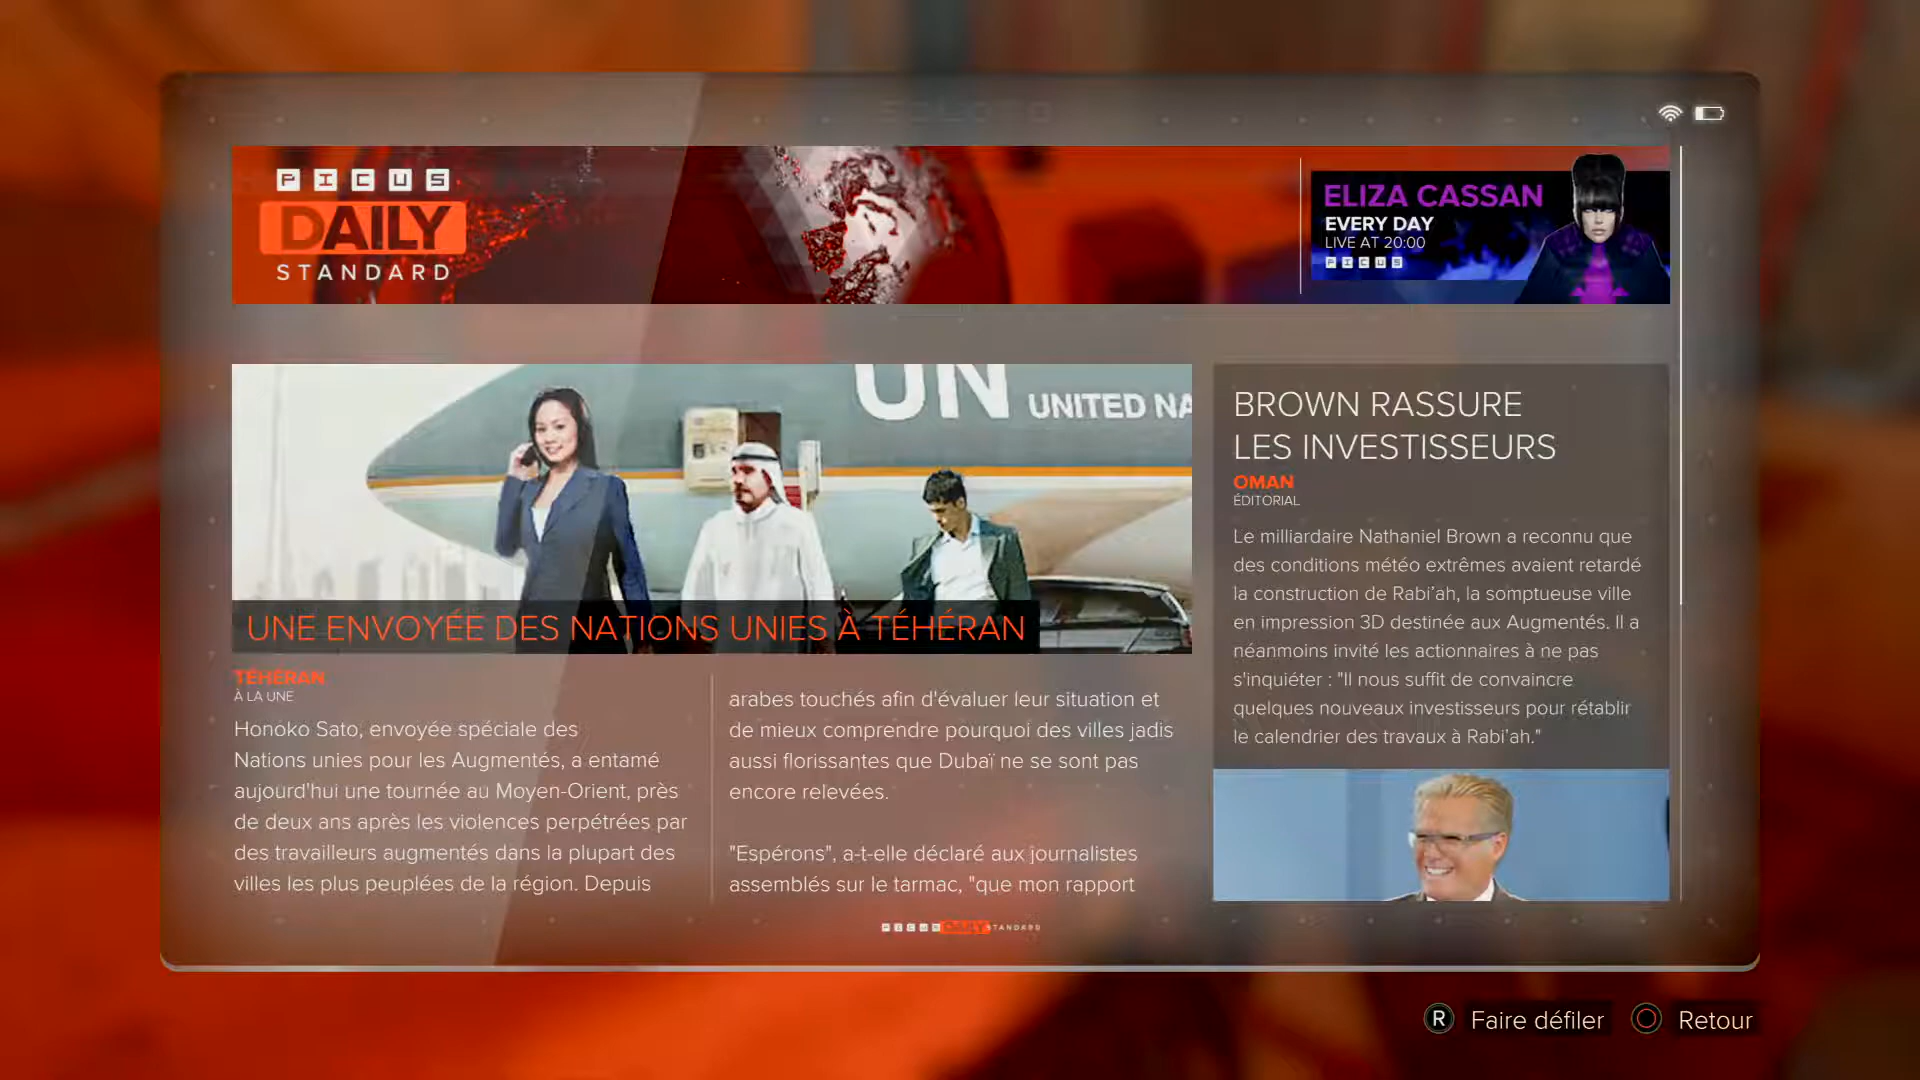 PICUS
DAILY
STANDARD
ELIZA CASSAN
EVERY DAY
LIVE AT 20:00
PICUS
UN UNITED NA
UNE ENVOYÉE DES NATIONS UNIES À TÉHÉRAN
TÉHÉRAN
À LA UNE
Honoko Sato, envoyée spéciale des
Nations unies pour les Augmentés, a entamé
aujourd'hui une tournée au Moyen-Orient, près
de deux ans après les violences perpétrées par
des travailleurs augmentés dans la plupart des
villes les plus peuplées de la région. Depuis
arabes touchés afin d'évaluer leur situation et
de mieux comprendre pourquoi des villes jadis
aussi florissantes que Dubaï ne se sont pas
encore relevées.
"Espérons", a-t-elle déclaré aux journalistes
assemblés sur le tarmac, "que mon rapport
BROWN RASSURE
LES INVESTISSEURS
OMAN
ÉDITORIAL
Le milliardaire Nathaniel Brown a reconnu que
des conditions météo extrêmes avaient retardé
la construction de Rabi'ah, la somptueuse ville
en impression 3D destinée aux Augmentés. Il a
néanmoins invité les actionnaires à ne pas
s'inquiéter : "Il nous suffit de convaincre
quelques nouveaux investisseurs pour rétablir
le calendrier des travaux à Rabi'ah."
PICUS DAILY STANDARD
R Faire défiler
Retour